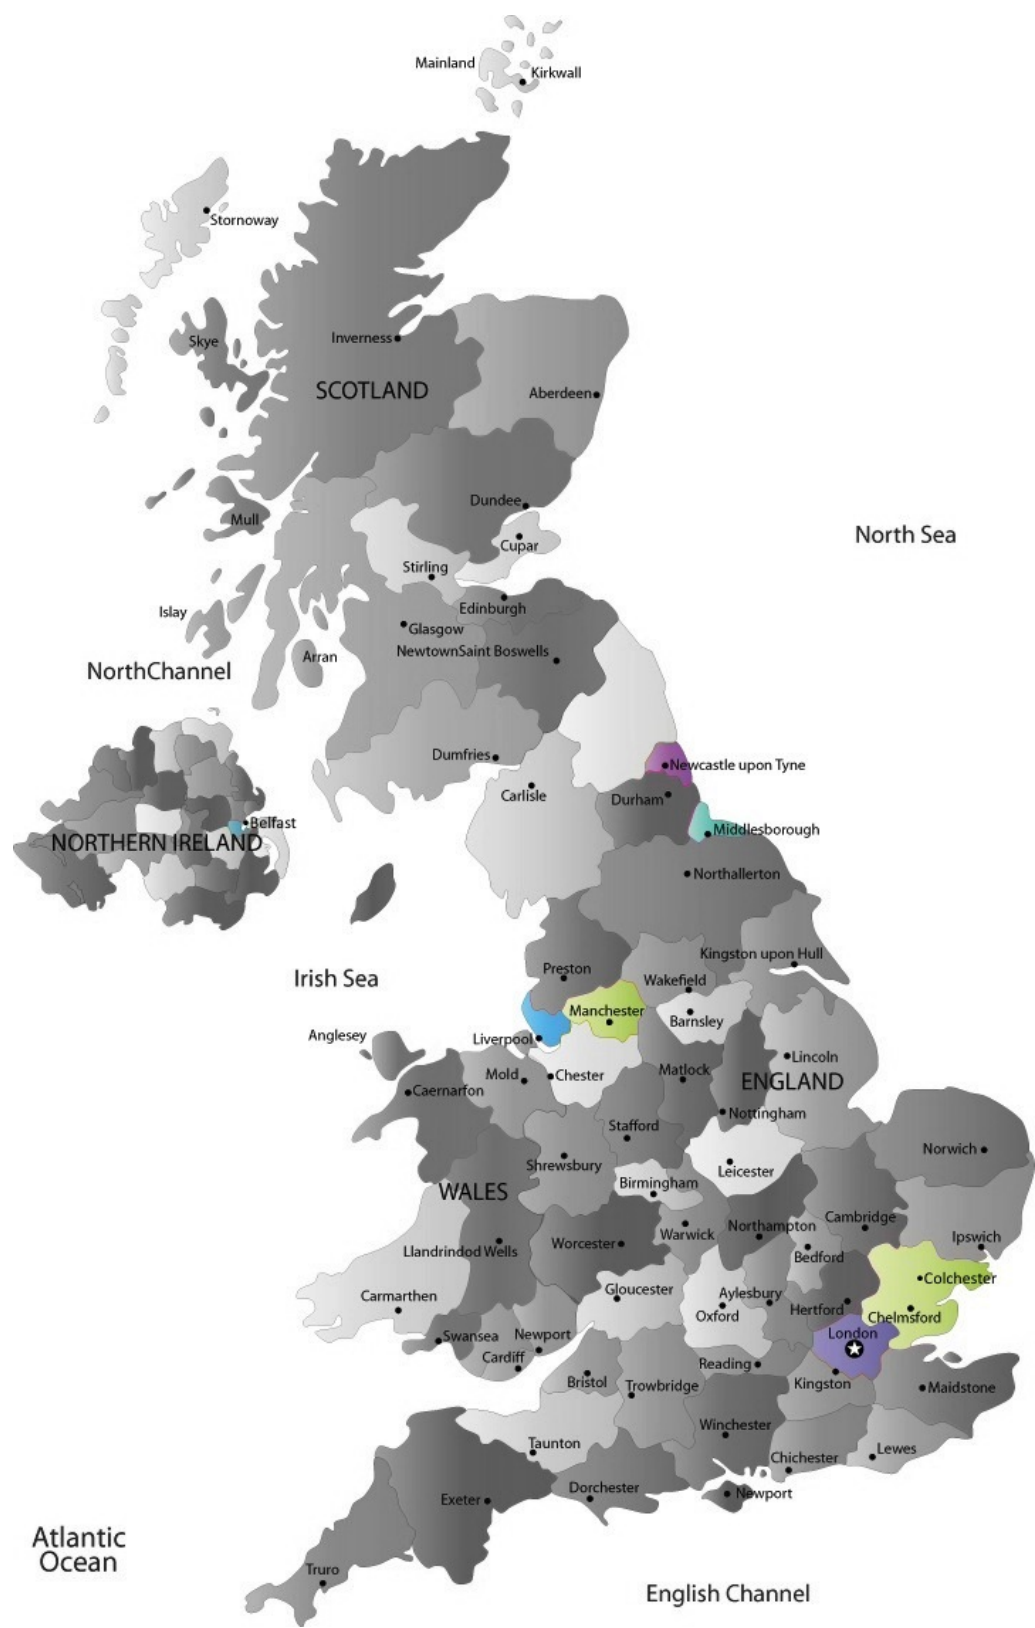 Mainland
Kirkwall
Stornoway
Skye
Inverness
SCOTLAND
Aberdeen
Dundee
Mull
Cupar
North Sea
Stirling
Islay
Edinburgh
Glasgow
NewtownSaint Boswells
Arran
NorthChannel
Dumfries
Newcastle upon Tyne
Carlisle
Durham
Belfast
Middlesborough
NORTHERN IRELAND
Northallerton
Kingston upon Hull
Irish Sea
Preston
Wakefield
Manchester
Barnsley
Anglesey
Liverpool
Lincoln
Mold
Chester
Matlock
ENGLAND
Caernarfon
Nottingham
Stafford
Norwich
Shrewsbury
Leicester
Birmingham
WALES
Cambridge
Northampton
Warwick
Ipswich
Llandrindod Wells
Worcester
Bedford
Colchester
Carmarthen
Gloucester
Aylesbury
Oxford
Hertford
Chelmsford
Swansea
Newport
London
Cardiff
Reading
Bristol
Trowbridge
Kingston
Maidstone
Winchester
Taunton
Lewes
Chichester
Dorchester
Newport
Exeter
Atlantic
Ocean
Truro
English Channel